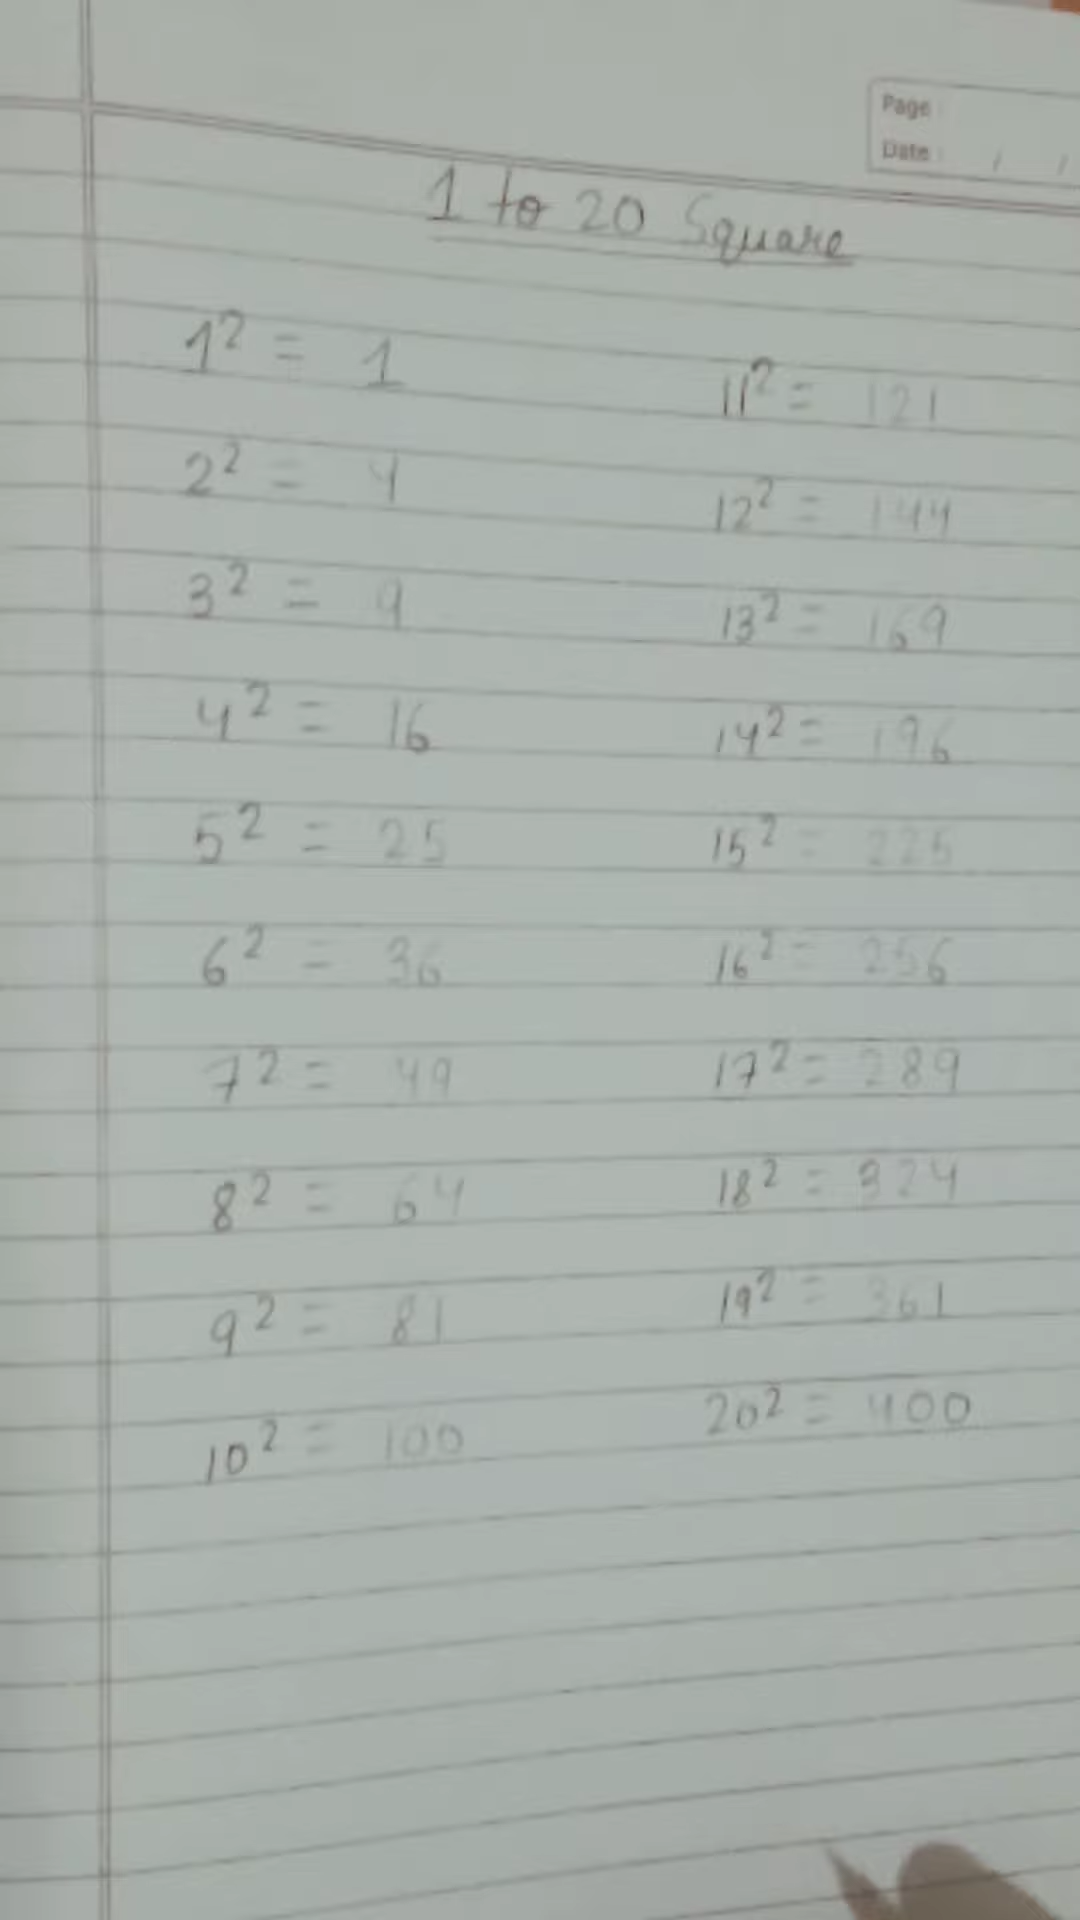 Page :
Date : / /
1 to 20 Square
1² = 1
2² = 4
3² = 9
4² = 16
5² = 25
6² = 36
7² = 49
8² = 64
9² = 81
10² = 100
11² = 121
12² = 144
13² = 169
14² = 196
15² = 225
16² = 256
17² = 289
18² = 324
19² = 361
20² = 400